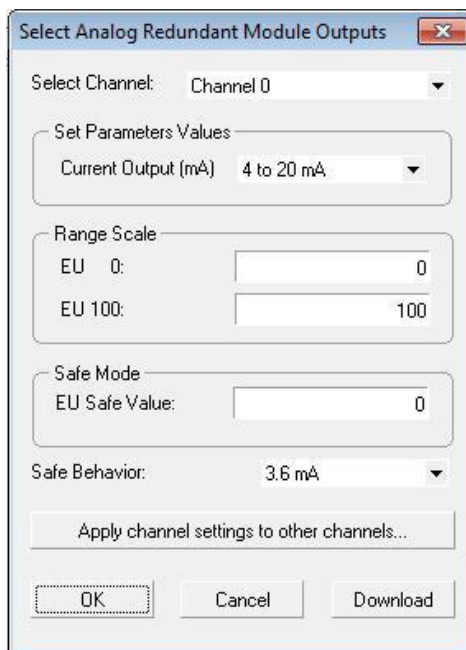 Select Analog Redundant Module Outputs
Select Channel: Channel 0
Set Parameters Values
Current Output (mA) 4 to 20 mA
Range Scale
EU 0: 0
EU 100: 100
Safe Mode
EU Safe Value: 0
Safe Behavior: 3.6 mA
Apply channel settings to other channels...
OK Cancel Download